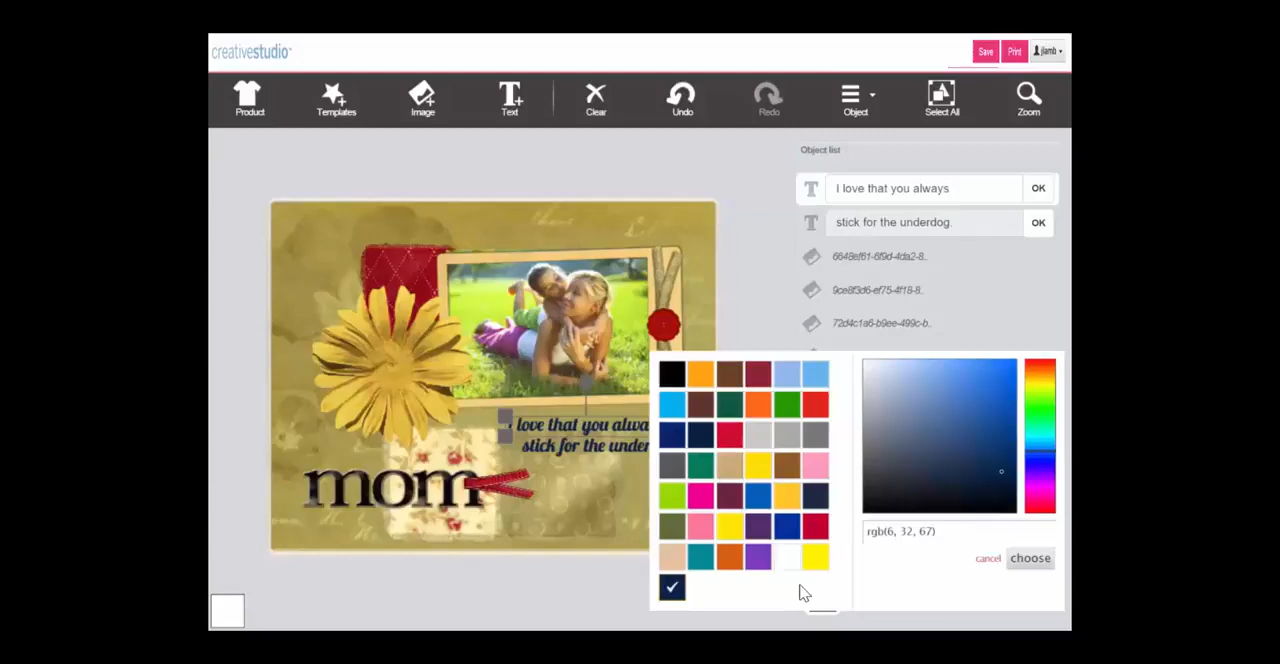 creativestudio™
Save
Print
jlamb
Product
Templates
Image
Text
Clear
Undo
Redo
Object
Select All
Zoom
Object list
I love that you always
OK
stick for the underdog.
OK
6648ef61-6f9d-4da2-8..
9ce8f3d6-ef75-4f18-8..
72d4c1a6-b9ee-499c-b..
love that you alwa
stick for the under
mom
rgb(6, 32, 67)
cancel
choose